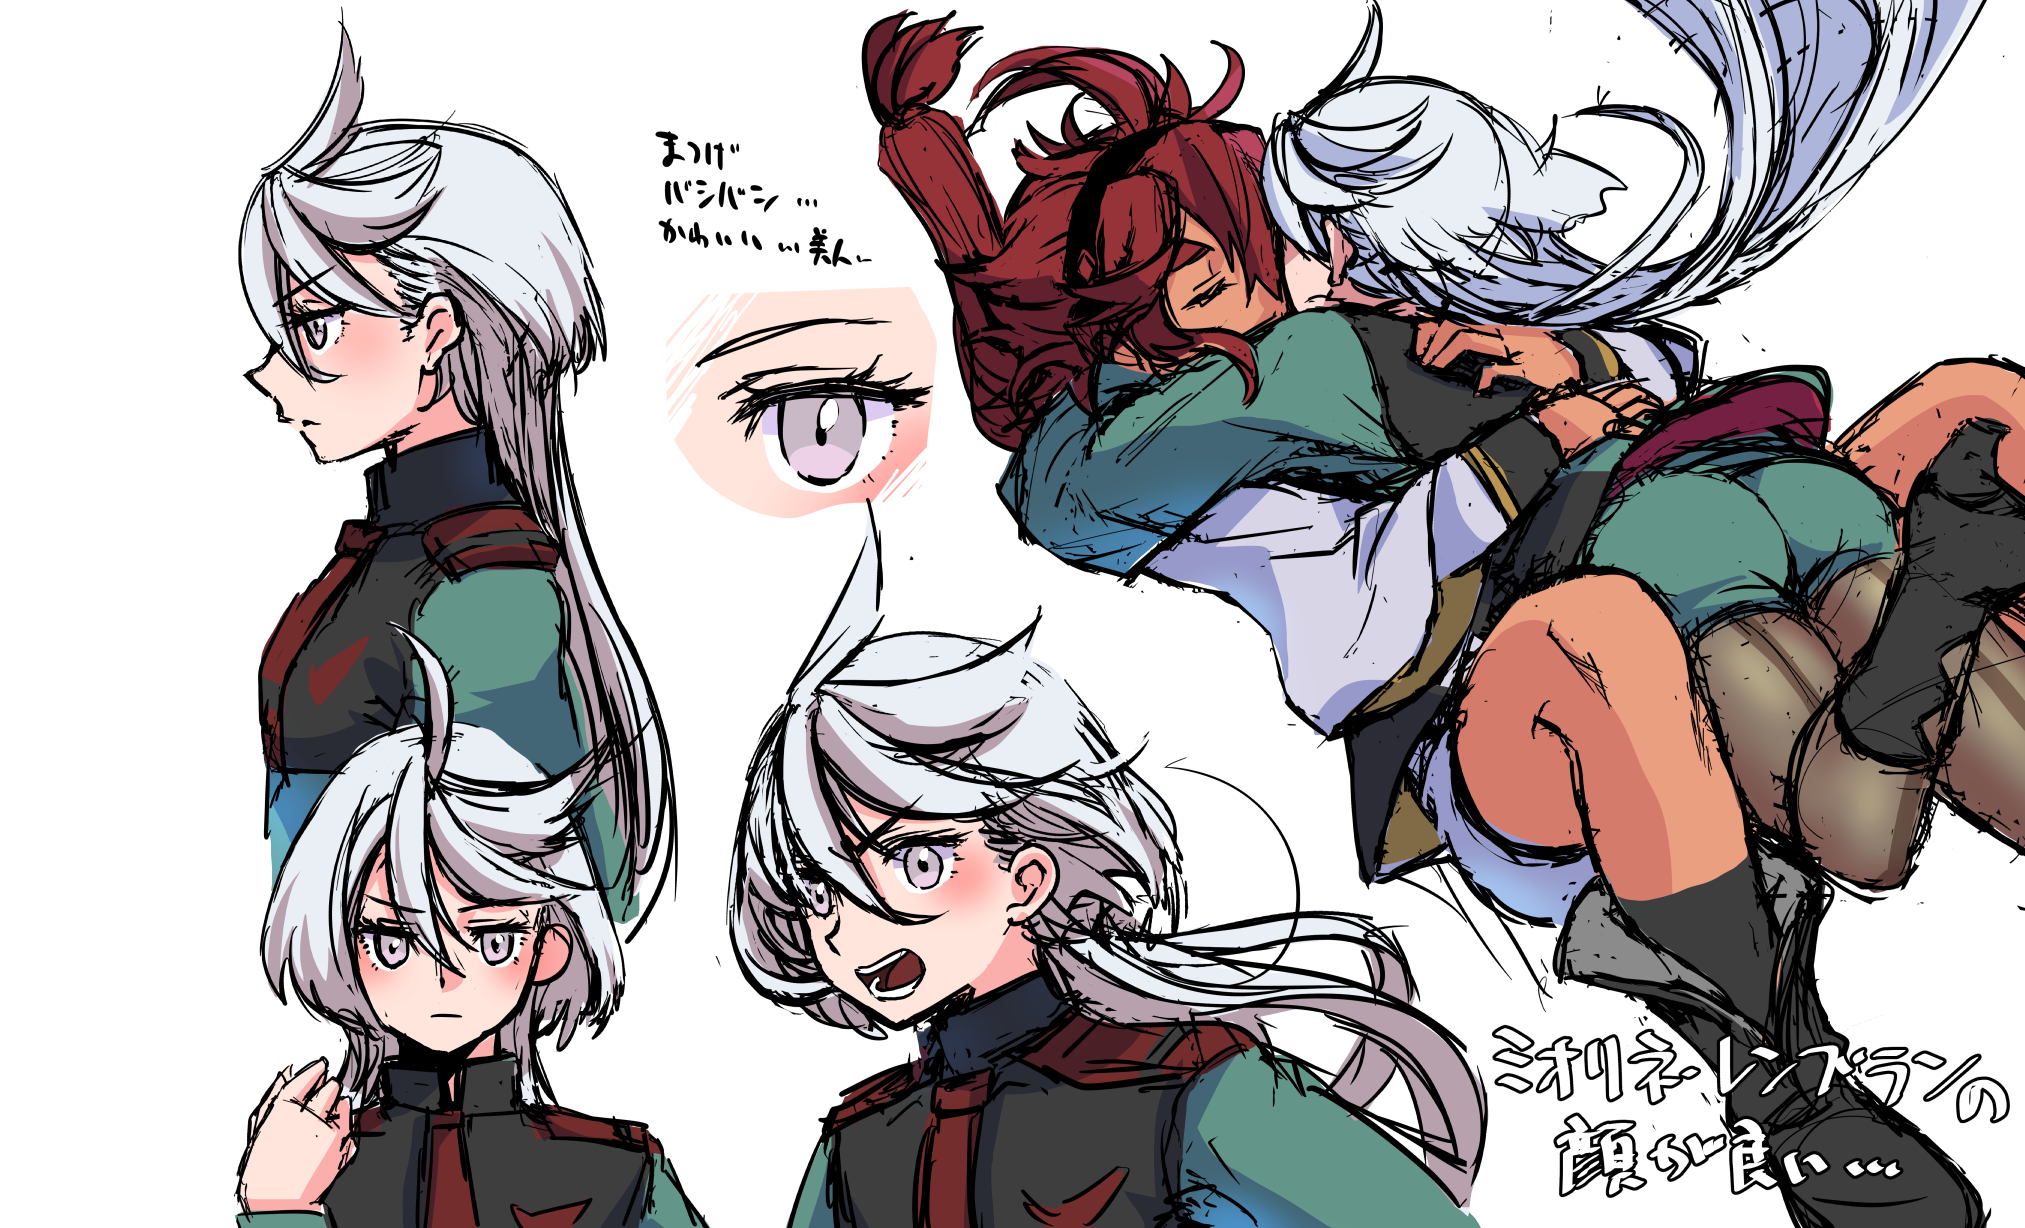 まつげ
バシバシ…
かわいいい美人…
ミオリネ・レンブランの
顔が良い…